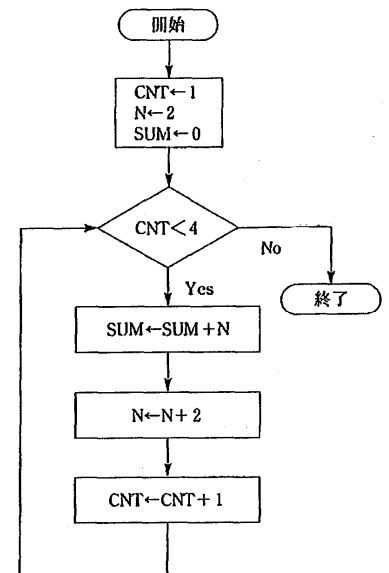 開始
CNT←1
N←2
SUM←0
CNT<4
No
Yes
終了
SUM←SUM+N
N←N+2
CNT←CNT+1